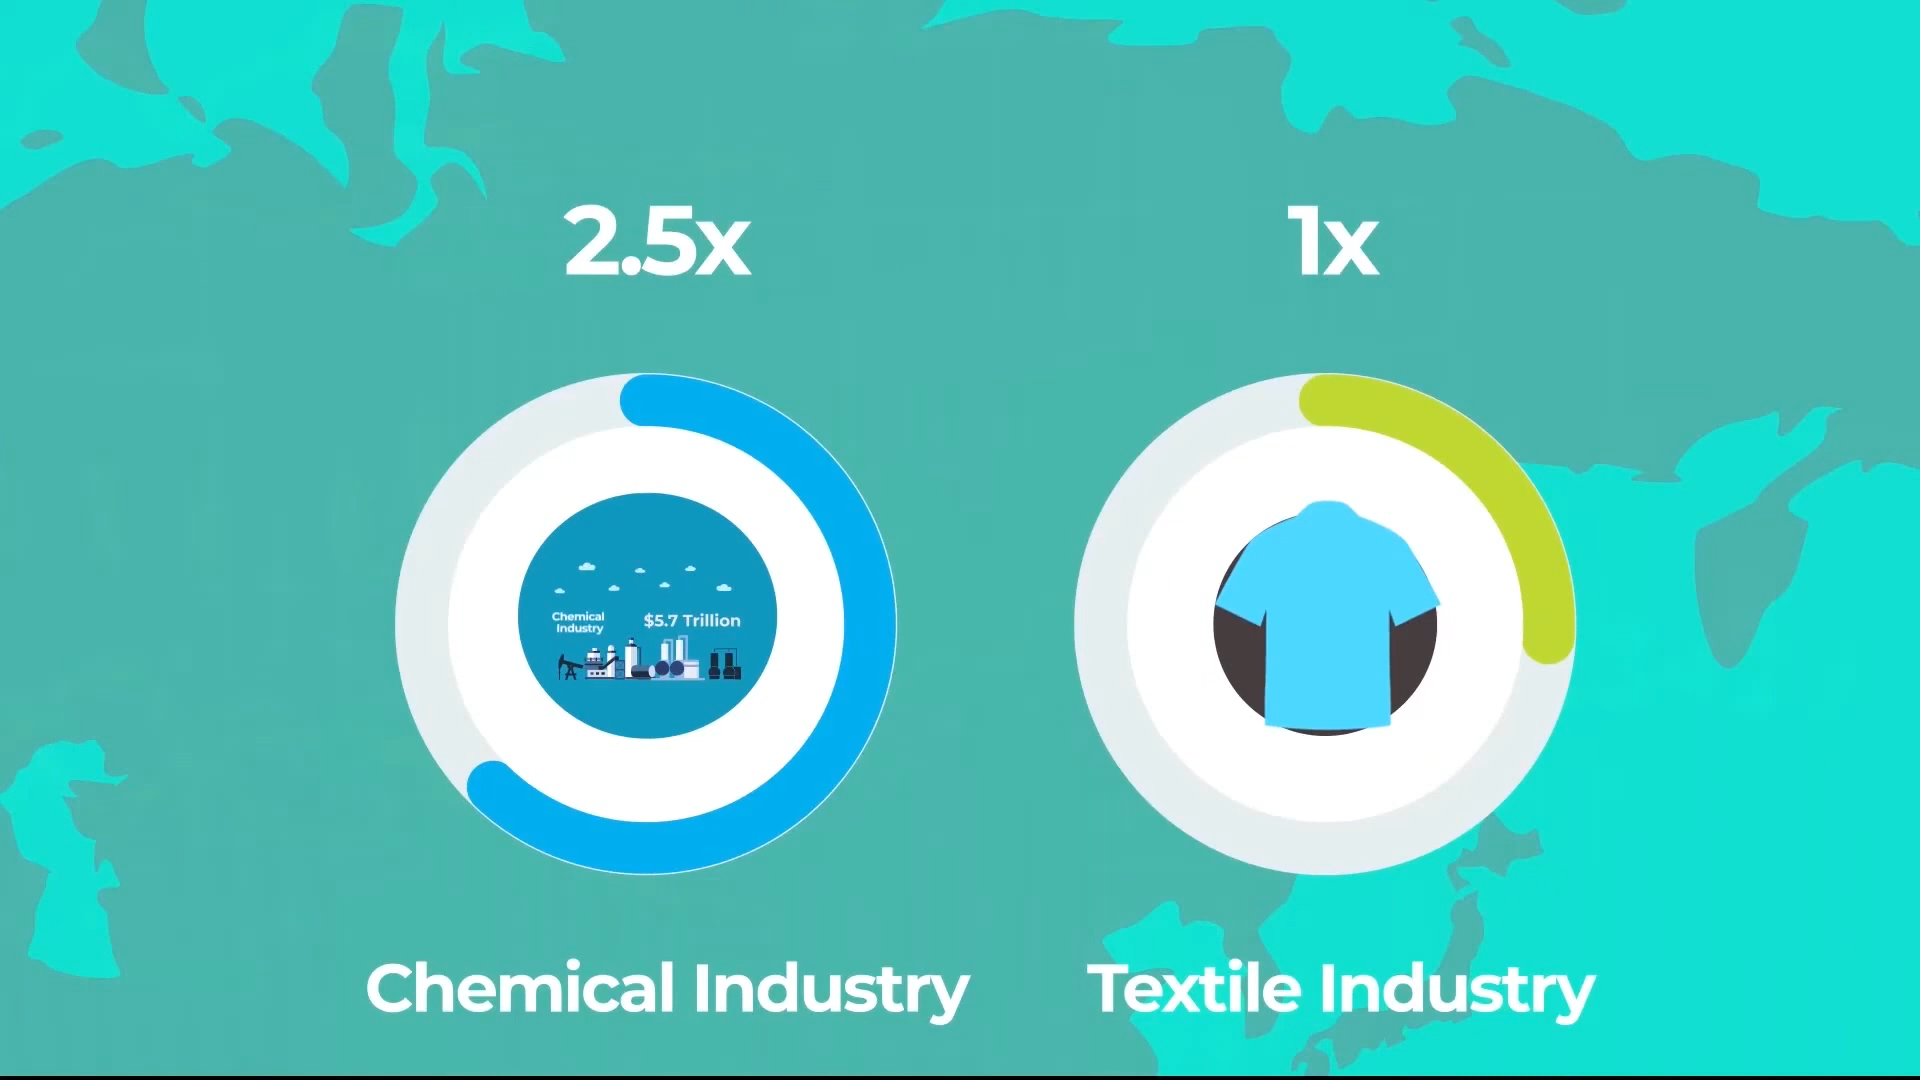 2.5x
1x
Chemical
Industry
$5.7 Trillion
Chemical Industry
Textile Industry